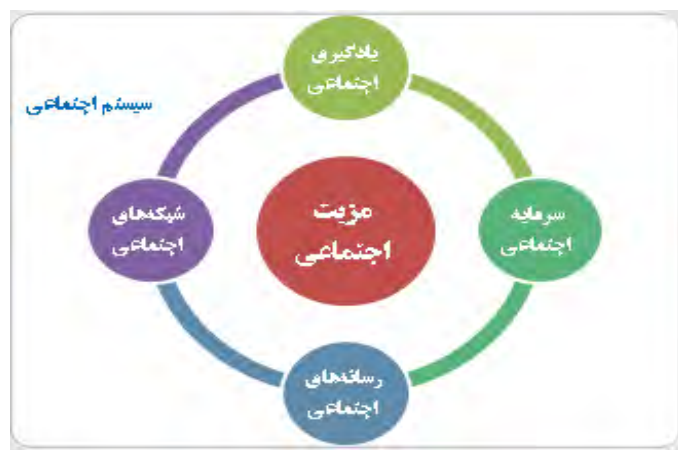 یادگیری
اجتماعی
سیستم اجتماعی
سرمایه
اجتماعی
مزیت
اجتماعی
شبکه‌های
اجتماعی
رسانه‌های
اجتماعی